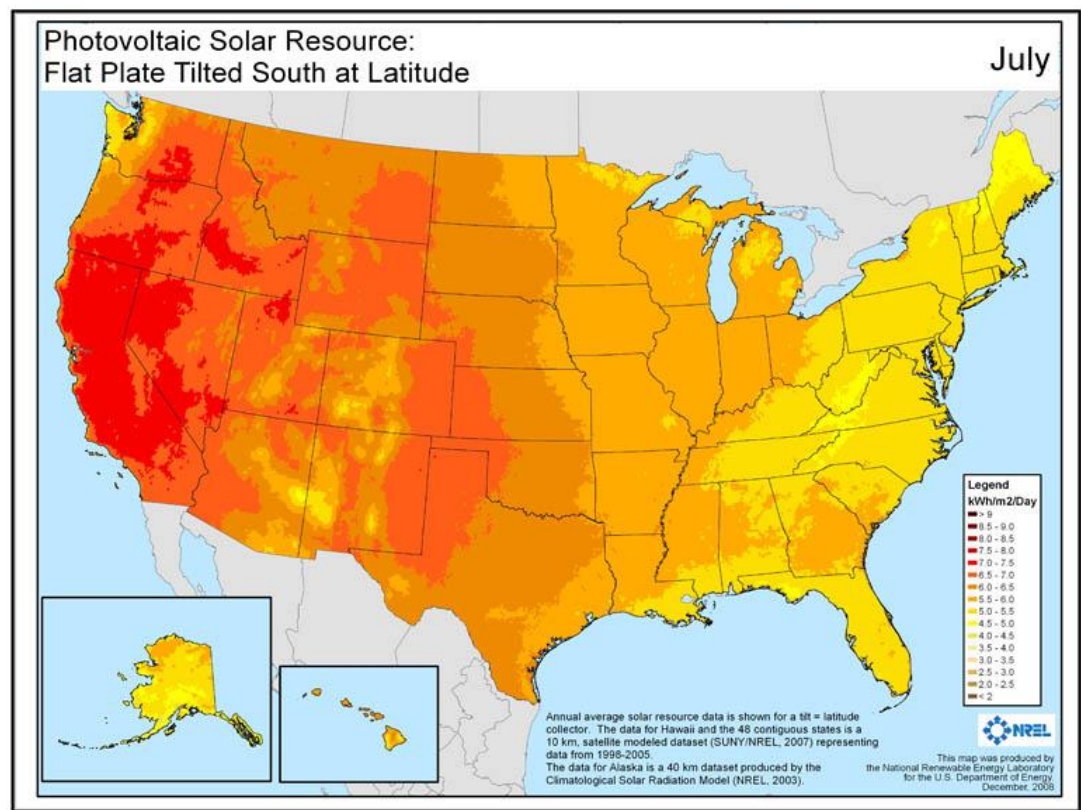 Photovoltaic Solar Resource:
Flat Plate Tilted South at Latitude
July
Legend
kWh/m2/Day
> 9
8.5 - 9.0
8.0 - 8.5
7.5 - 8.0
7.0 - 7.5
6.5 - 7.0
6.0 - 6.5
5.5 - 6.0
5.0 - 5.5
4.5 - 5.0
4.0 - 4.5
3.5 - 4.0
3.0 - 3.5
2.5 - 3.0
2.0 - 2.5
< 2
Annual average solar resource data is shown for a tilt = latitude
collector. The data for Hawaii and the 48 contiguous states is a
10 km, satellite modeled dataset (SUNY/NREL, 2007) representing
data from 1998-2005.
The data for Alaska is a 40 km dataset produced by the
Climatological Solar Radiation Model (NREL, 2003).
NREL
This map was produced by
the National Renewable Energy Laboratory
for the U.S. Department of Energy.
December, 2008